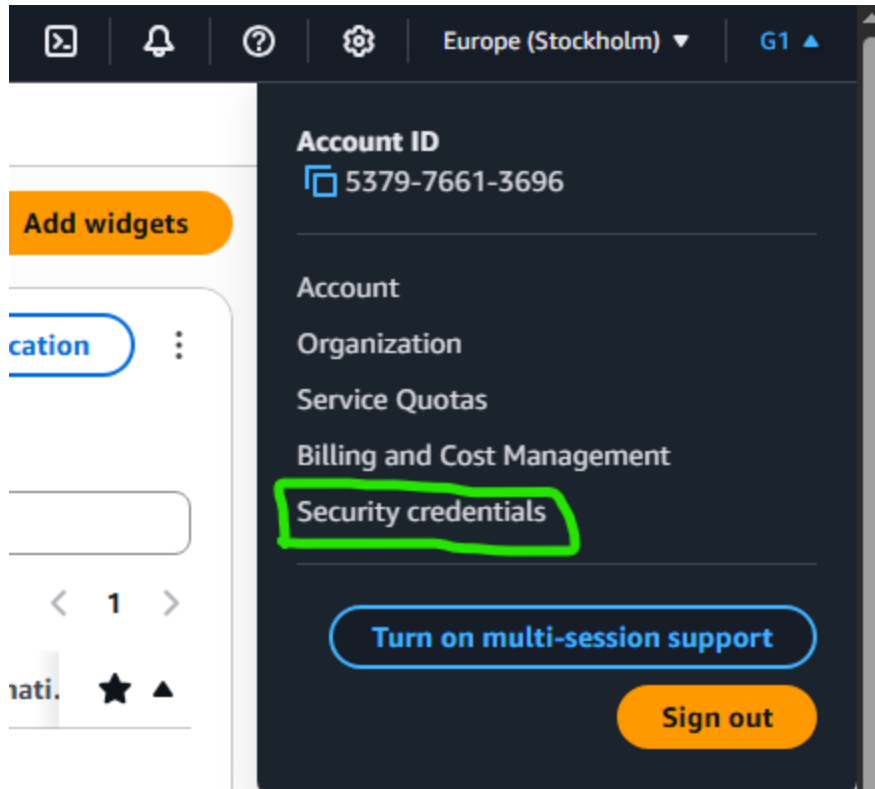 Europe (Stockholm) ▼ G1 ▲
Account ID
5379-7661-3696
Add widgets
Account
cation
Organization
Service Quotas
Billing and Cost Management
Security credentials
1
Turn on multi-session support
nati.
Sign out